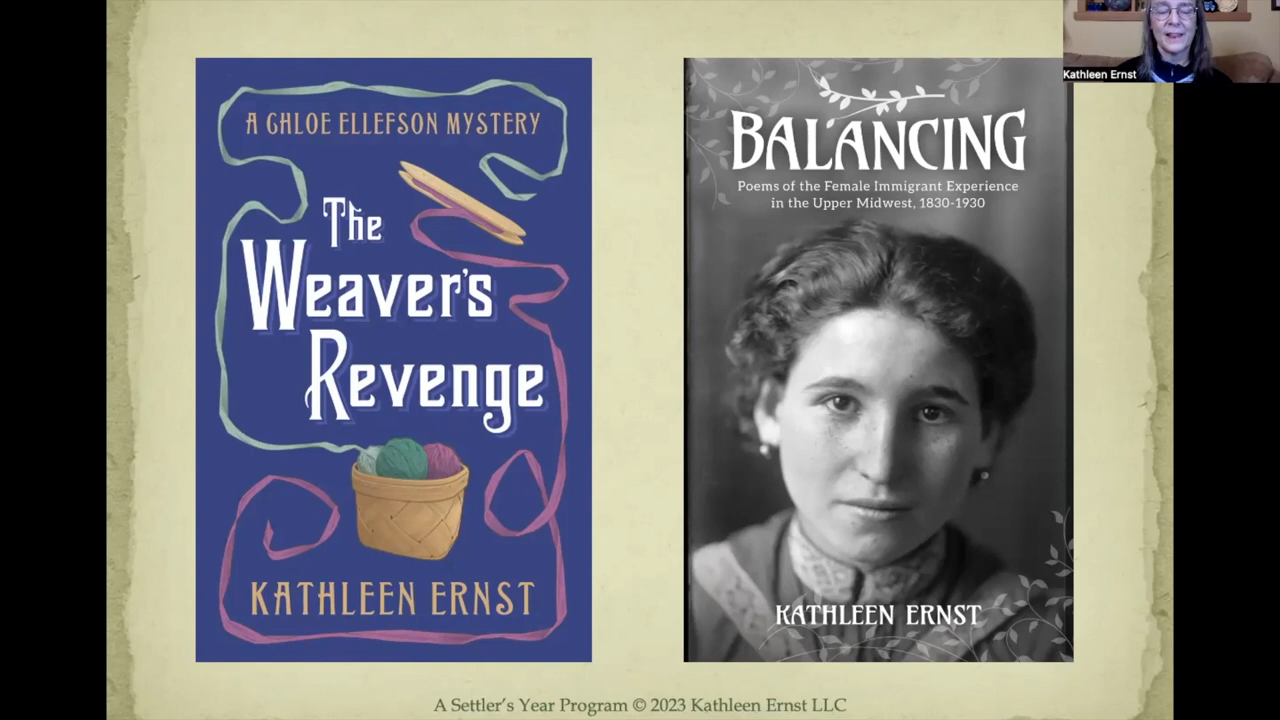 A CHLOE ELLEFSON MYSTERY
The
Weaver's
Revenge
KATHLEEN ERNST
BALANCING
Poems of the Female Immigrant Experience
in the Upper Midwest, 1830-1930
KATHLEEN ERNST
Kathleen Ernst
A Settler's Year Program © 2023 Kathleen Ernst LLC